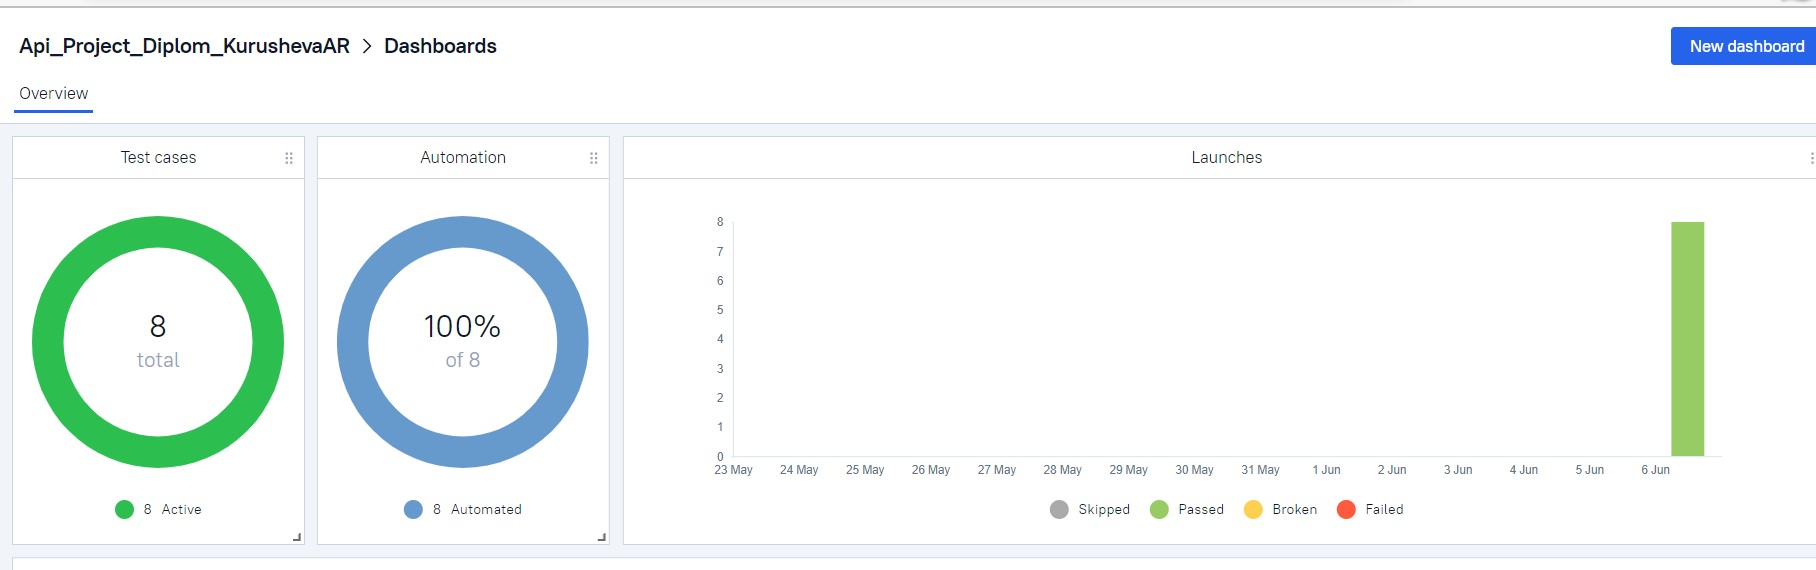 Api_Project_Diplom_KurushevaAR > Dashboards
New dashboard
Overview
Test cases
8
total
8 Active
Automation
100%
of 8
8 Automated
Launches
8
7
6
5
4
3
2
1
0
23 May 24 May 25 May 26 May 27 May 28 May 29 May 30 May 31 May 1 Jun 2 Jun 3 Jun 4 Jun 5 Jun 6 Jun
Skipped Passed Broken Failed